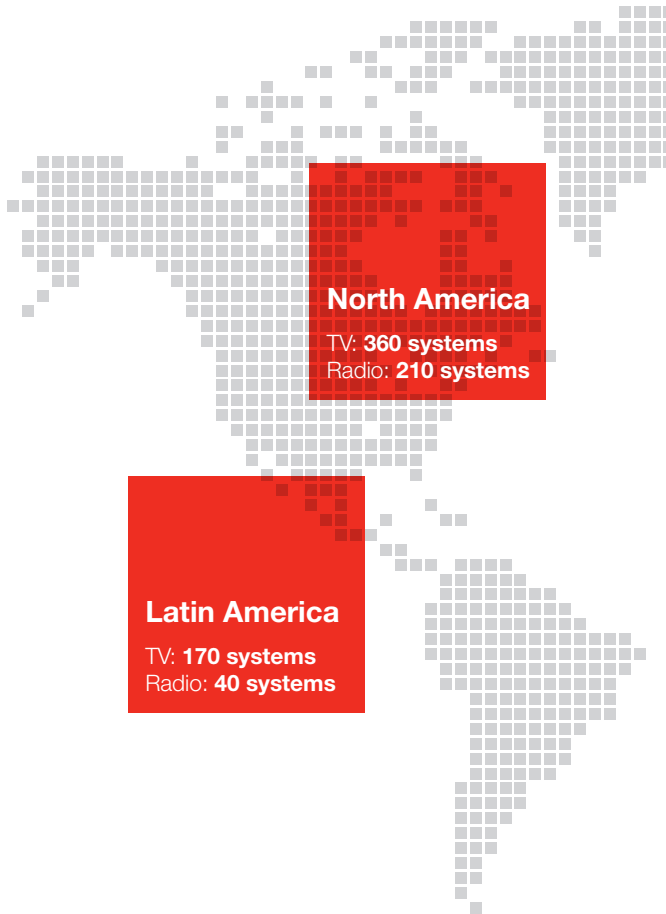 North America
TV: 360 systems
Radio: 210 systems
Latin America
TV: 170 systems
Radio: 40 systems